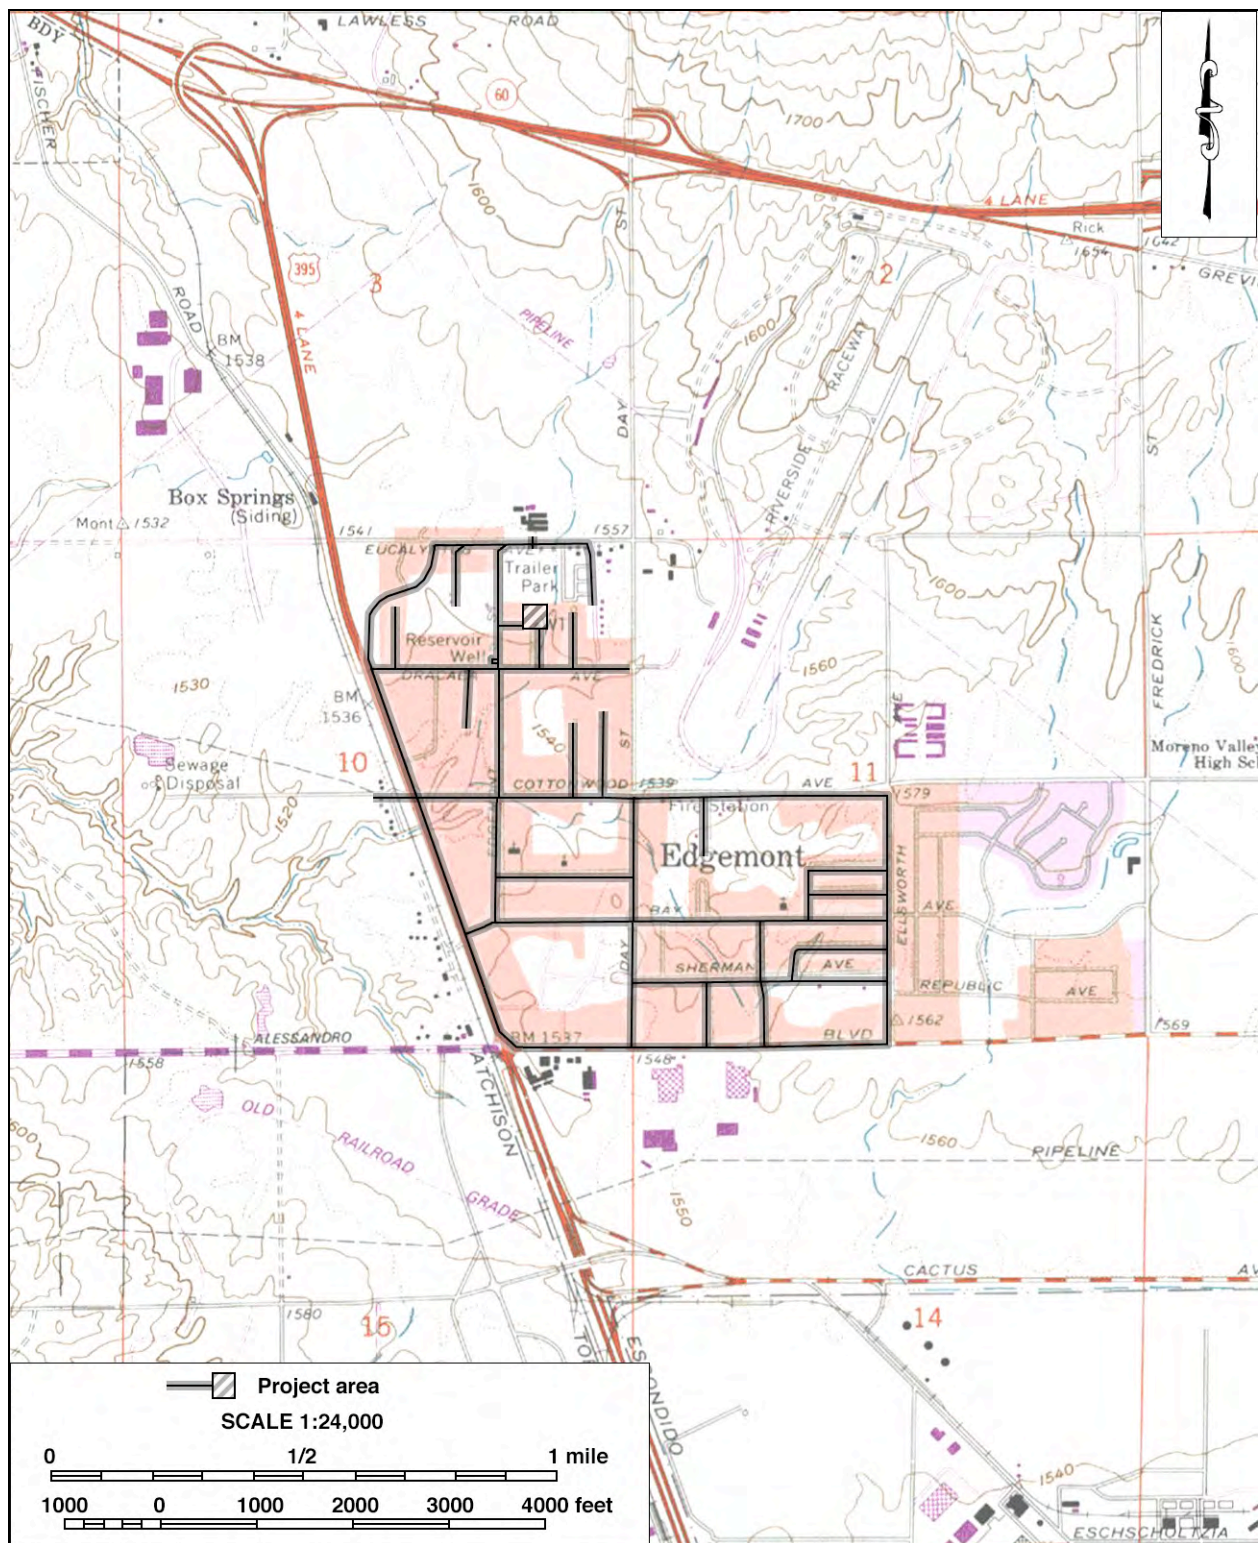 LAWLESS ROAD
BDY
FISCHER
60
1700
1600
ST
4 LANE
Rick
1654
1642
395
3
2
ROAD
4 LANE
PIPELINE
1600
RACEWAY
BM
1538
DAY
ST
RIVERSIDE
Box Springs
(Siding)
Mont 1532
1541
1557
EUCALY AVE
Trailer
Park
1600
Reservoir
Well
FREDRICK
1600
1560
DRACAEA AVE
1530
BM
1536
ST
1540
AVE
Moreno Valley
Sewage
Disposal
10
11
COTTONWOOD 1539 AVE
1579
Fire Station
1520
Edgemont
ELLSWORTH
BAY
AVE
DAY
SHERMAN AVE
REPUBLIC AVE
1562
1569
ALESSANDRO
BM 1537
BLVD
1558
1548
ATCHISON
OLD
RAILROAD
GRADE
1560
PIPELINE
1550
CACTUS
1580
15
14
ESCONDIDO
Project area
SCALE 1:24,000
0 1/2 1 mile
1000 0 1000 2000 3000 4000 feet
1540
ESCHSCHOLTZIA